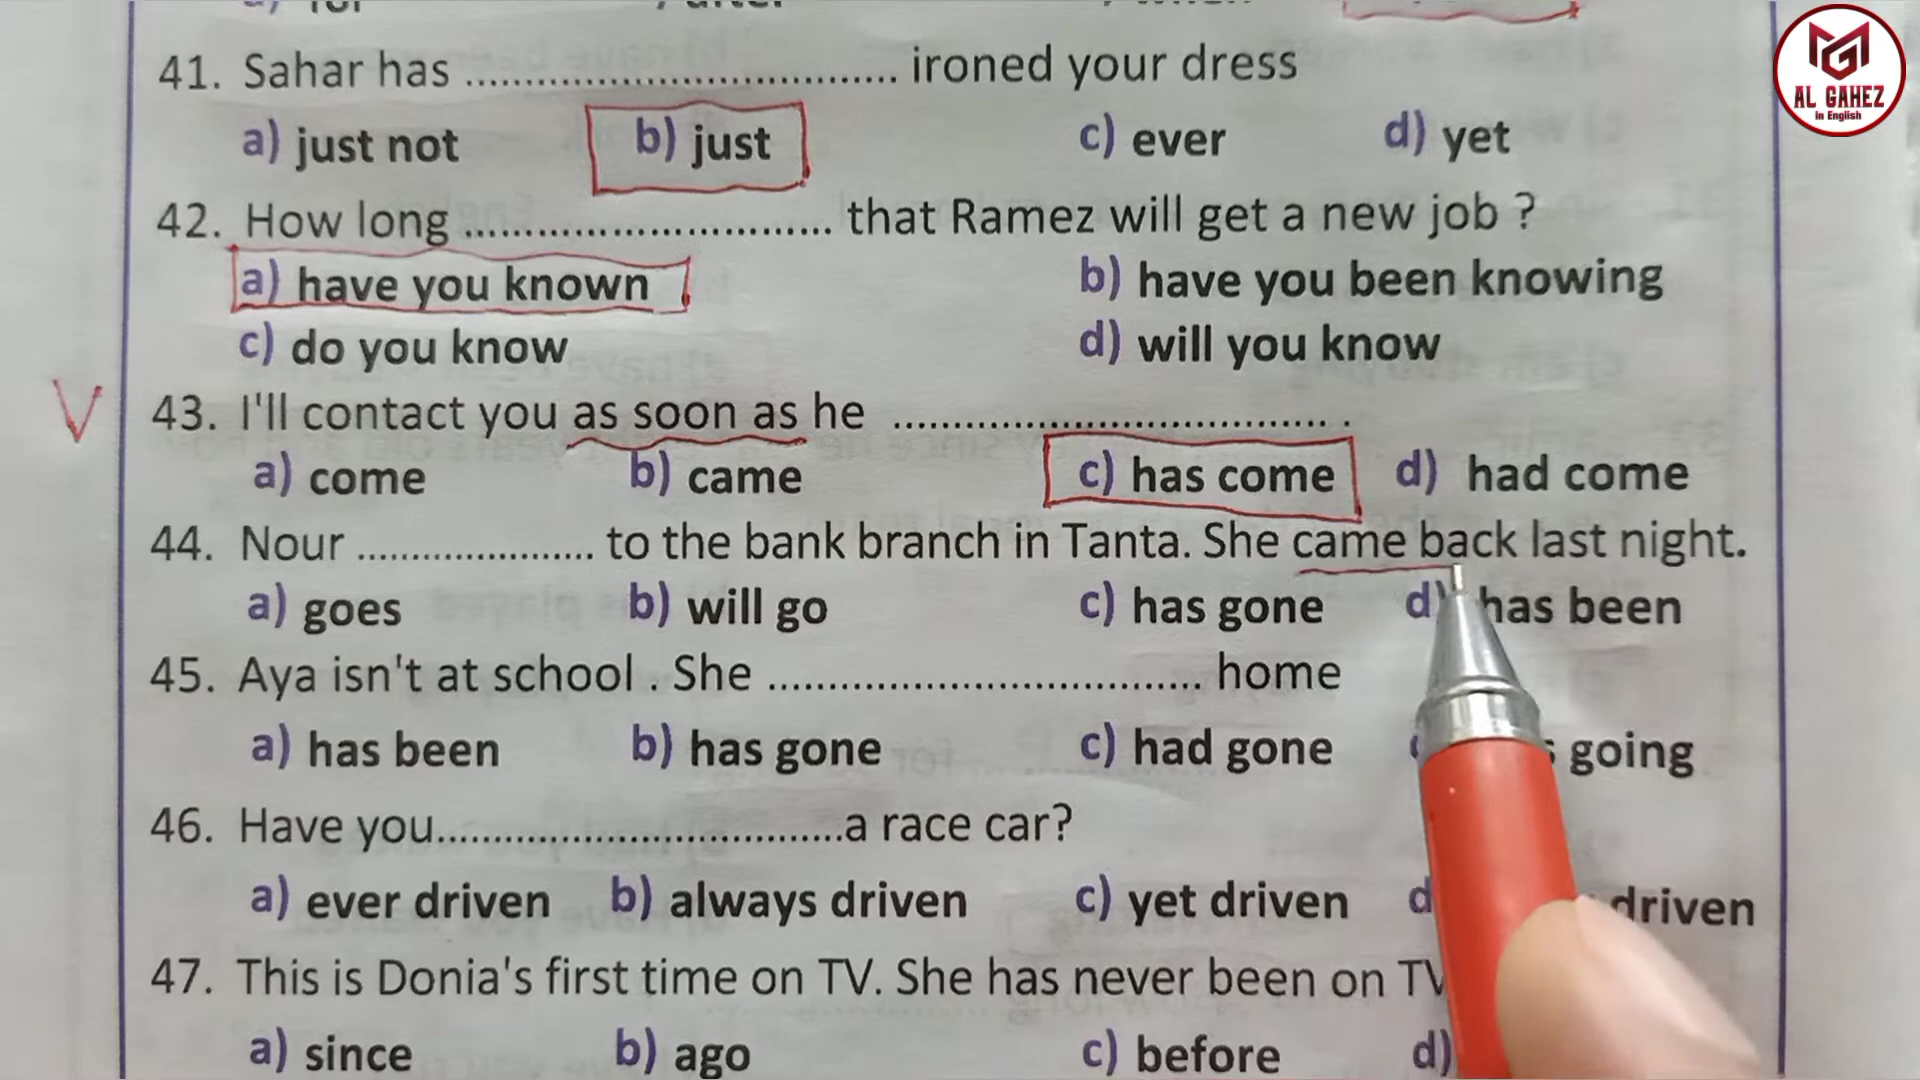 41. Sahar has .................................... ironed your dress
a) just not b) just c) ever d) yet
42. How long ............................... that Ramez will get a new job ?
a) have you known b) have you been knowing
c) do you know d) will you know
43. I'll contact you as soon as he .................................... .
a) come b) came c) has come d) had come
44. Nour ...................... to the bank branch in Tanta. She came back last night.
a) goes b) will go c) has gone d) has been
45. Aya isn't at school . She .................................... home
a) has been b) has gone c) had gone going
46. Have you..................................a race car?
a) ever driven b) always driven c) yet driven d driven
47. This is Donia's first time on TV. She has never been on TV
a) since b) ago c) before d)
AL GAHEZ
in English